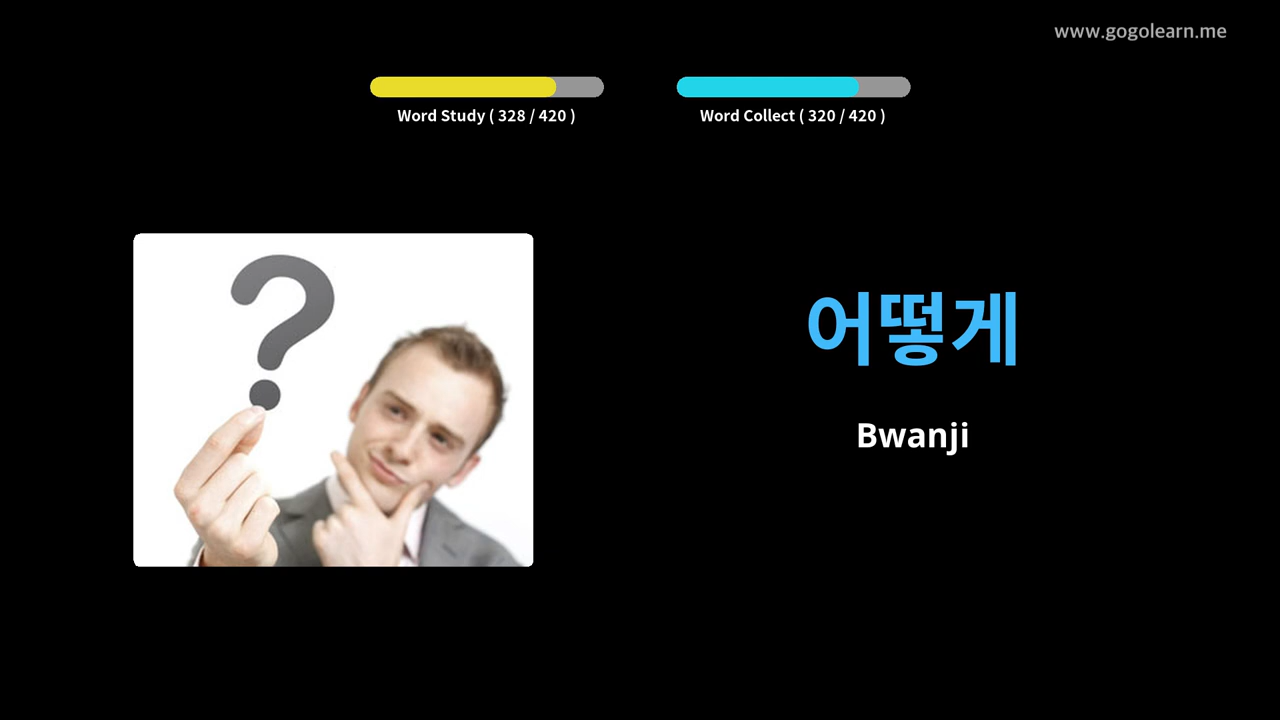 www.gogolearn.me
Word Study ( 328 / 420 )
Word Collect ( 320 / 420 )
?
어떻게
Bwanji